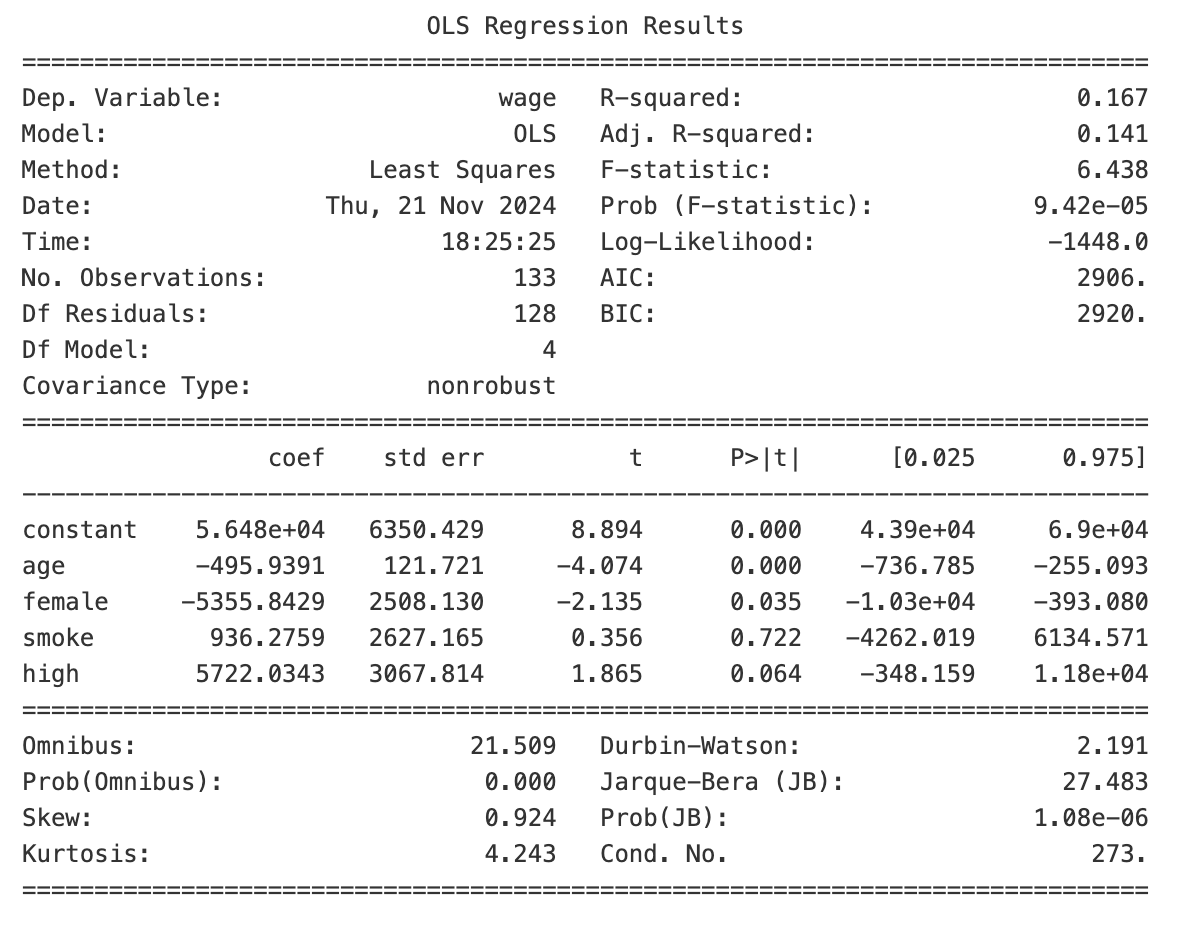 OLS Regression Results
==============================================================================
Dep. Variable:                   wage   R-squared:                       0.167
Model:                            OLS   Adj. R-squared:                  0.141
Method:                 Least Squares   F-statistic:                     6.438
Date:                Thu, 21 Nov 2024   Prob (F-statistic):           9.42e-05
Time:                        18:25:25   Log-Likelihood:                -1448.0
No. Observations:                 133   AIC:                             2906.
Df Residuals:                     128   BIC:                             2920.
Df Model:                           4
Covariance Type:            nonrobust
==============================================================================
                 coef    std err          t      P>|t|      [0.025      0.975]
------------------------------------------------------------------------------
constant    5.648e+04   6350.429      8.894      0.000    4.39e+04     6.9e+04
age         -495.9391    121.721     -4.074      0.000    -736.785    -255.093
female     -5355.8429   2508.130     -2.135      0.035   -1.03e+04    -393.080
smoke        936.2759   2627.165      0.356      0.722   -4262.019    6134.571
high        5722.0343   3067.814      1.865      0.064    -348.159    1.18e+04
==============================================================================
Omnibus:                       21.509   Durbin-Watson:                   2.191
Prob(Omnibus):                  0.000   Jarque-Bera (JB):               27.483
Skew:                           0.924   Prob(JB):                     1.08e-06
Kurtosis:                       4.243   Cond. No.                         273.
==============================================================================